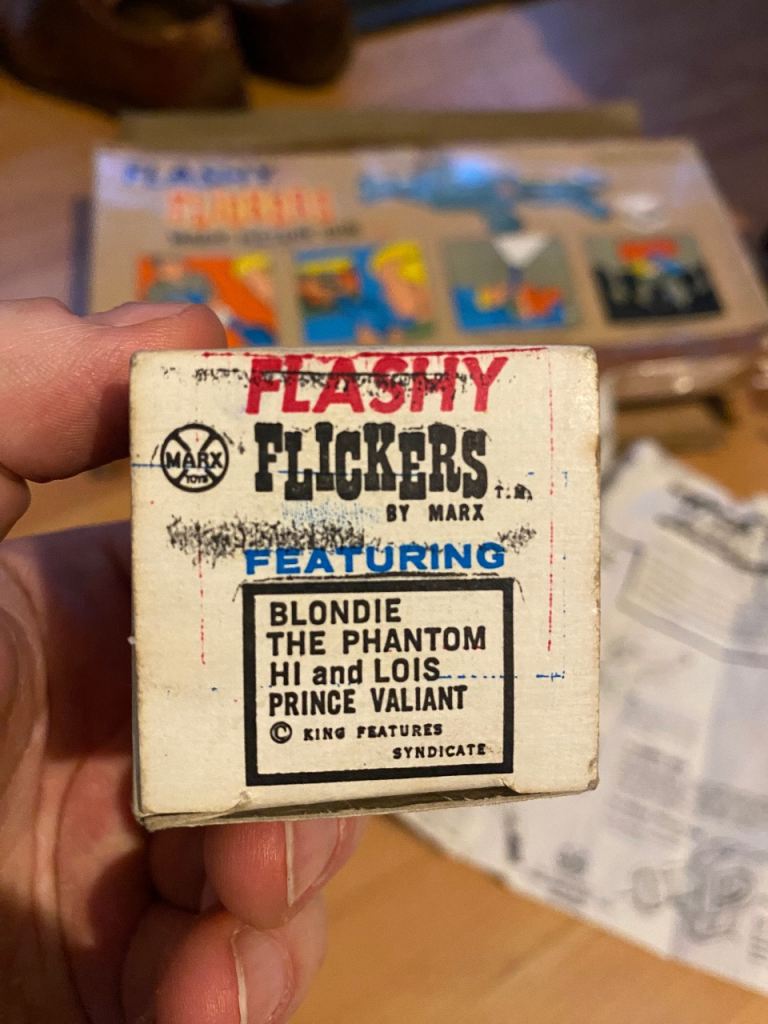 FLASHY
FLICKERS
FLASHY
MARX
TOYS
FLICKERS T.M.
BY MARX
FEATURING
BLONDIE
THE PHANTOM
HI and LOIS
PRINCE VALIANT
© KING FEATURES
SYNDICATE